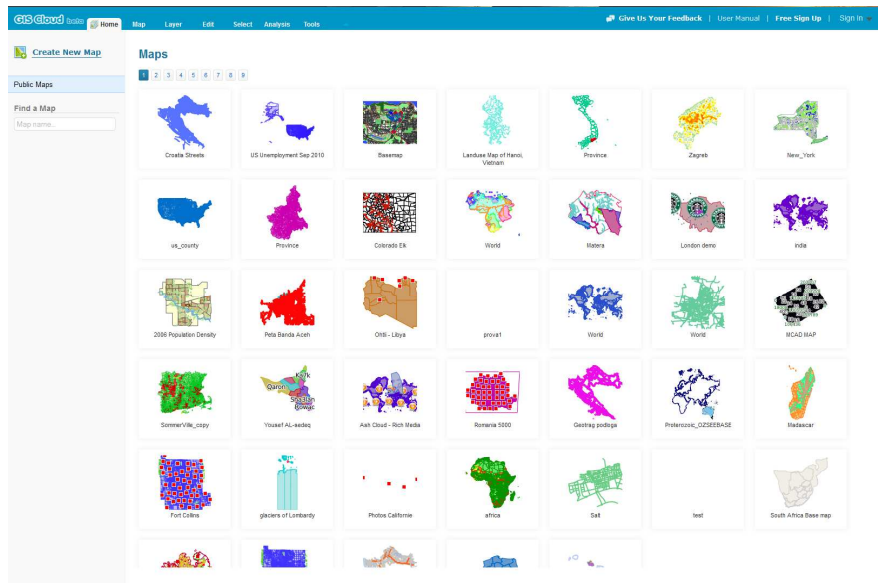 GIS Cloud beta Home Map Layer Edit Select Analysis Tools Give Us Your Feedback | User Manual | Free Sign Up | Sign In
Create New Map
Public Maps
Find a Map
Map name...
Maps
1 2 3 4 5 6 7 8 9
Croatia Streets
US Unemployment Sep 2010
Basemap
Landuse Map of Hanoi,
Vietnam
Province
Zagreb
New_York
us_county
Province
Colorado Elk
World
Matera
London demo
india
2006 Population Density
Peta Banda Aceh
Ohtli - Libya
prova1
World
World
MCAD MAP
SommerVille_copy
Yousef AL-sedeq
Ash Cloud - Rich Media
Romania 5000
Geotrag podloga
Proterozoic_OZSEEBASE
Madascar
Fort Collins
glaciers of Lombardy
Photos Californie
africa
Salt
test
South Africa Base map